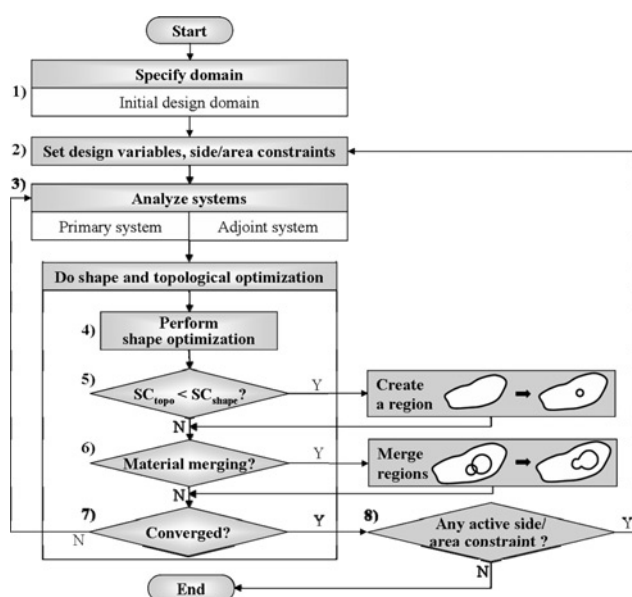 Start
Specify domain
1)
Initial design domain
2) Set design variables, side/area constraints
3)
Analyze systems
Primary system Adjoint system
Do shape and topological optimization
4) Perform
shape optimization
5) SC_topo < SC_shape? Y
Create
a region
N
6) Material merging? Y
Merge
regions
N
7) Converged? Y
N
8) Any active side/
area constraint ? Y
N
End